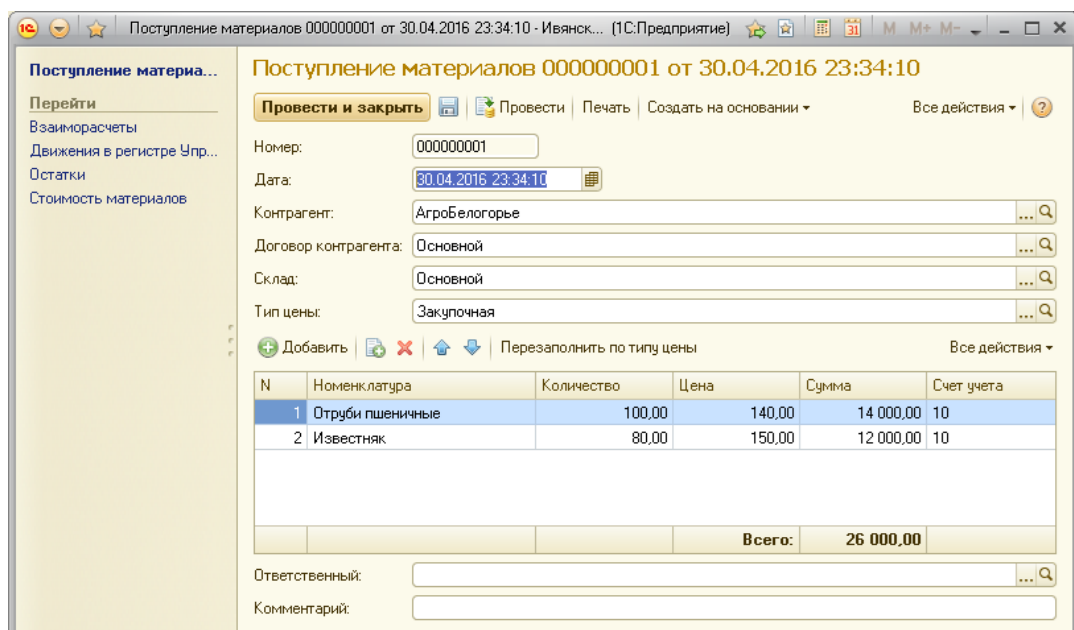 Поступление материалов 000000001 от 30.04.2016 23:34:10 - Ивянск... (1С:Предприятие) 31 M M+ M-
Поступление материа...
Перейти
Взаиморасчеты
Движения в регистре Упр...
Остатки
Стоимость материалов
Поступление материалов 000000001 от 30.04.2016 23:34:10
Провести и закрыть Провести Печать Создать на основании Все действия ?
Номер: 000000001
Дата: 30.04.2016 23:34:10
Контрагент: АгроБелогорье ...
Договор контрагента: Основной ...
Склад: Основной ...
Тип цены: Закупочная ...
Добавить Перезаполнить по типу цены Все действия
N Номенклатура Количество Цена Сумма Счет учета
1 Отруби пшеничные 100,00 140,00 14 000,00 10
2 Известняк 80,00 150,00 12 000,00 10
Всего: 26 000,00
Ответственный: ...
Комментарий: